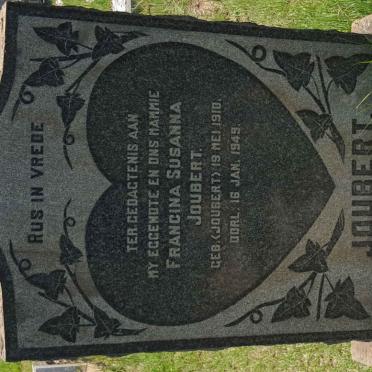 RUS IN VREDE
TER GEDACTENIS AAN
MY EGGENOTE EN ONS MAMMIE
FRANCINA SUSANNA
JOUBERT.
GEB. (JOUBERT) 19 MEI 1910.
OORL. 16 JAN. 1949.
JOUBERT.